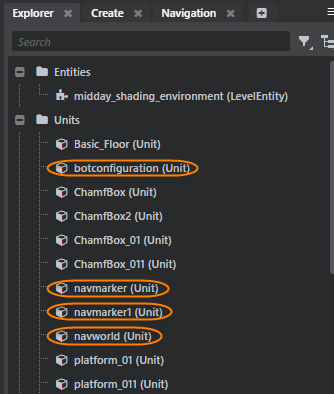 Explorer Create Navigation
Search
Entities
midday_shading_environment (LevelEntity)
Units
Basic_Floor (Unit)
botconfiguration (Unit)
ChamfBox (Unit)
ChamfBox2 (Unit)
ChamfBox_01 (Unit)
ChamfBox_011 (Unit)
navmarker (Unit)
navmarker1 (Unit)
navworld (Unit)
platform_01 (Unit)
platform_011 (Unit)